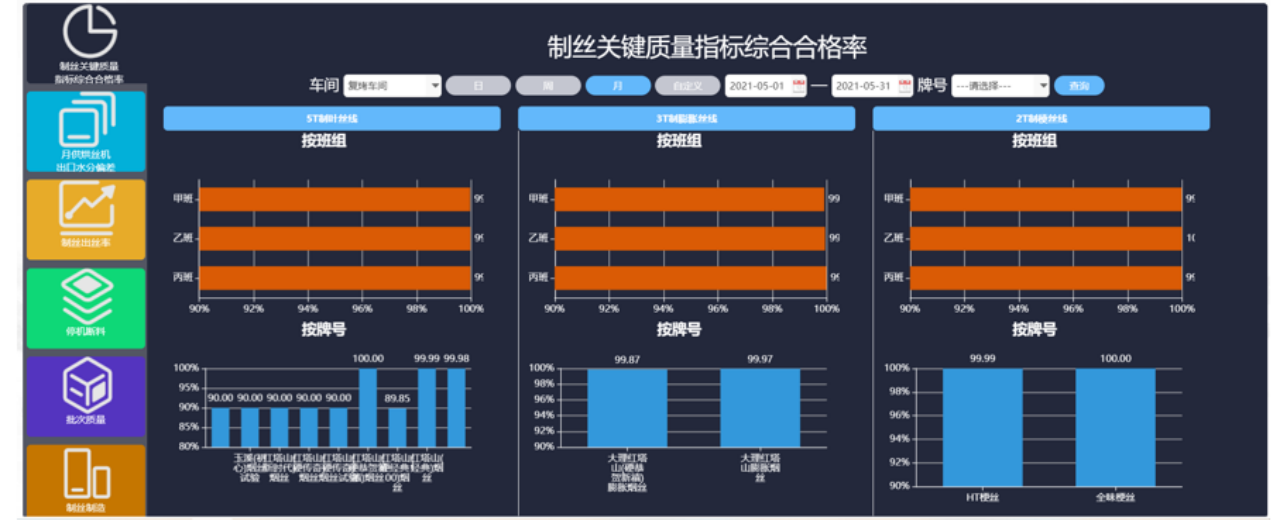 制丝关键质量
指标综合合格率
月供烘丝机
出口水分偏差
制丝出丝率
停机断料
批次质量
制丝制造
制丝关键质量指标综合合格率
车间 复烤车间 日 周 月 自定义 2021-05-01 — 2021-05-31 牌号 ---请选择--- 查询
5T制叶丝线
按班组
甲班
乙班
丙班
90% 92% 94% 96% 98% 100%
按牌号
100%
95%
90%
85%
80%
90.00 90.00 90.00 90.00 90.00 100.00 89.85 99.99 99.98
3T制膨胀丝线
按班组
甲班 99
乙班 99
丙班
90% 92% 94% 96% 98% 100%
按牌号
99.87 99.97
100%
98%
96%
94%
92%
90%
大理红塔
山(硬恭
贺新禧)
膨胀烟丝
大理红塔
山膨胀烟
丝
2T制梗丝线
按班组
甲班
乙班
丙班
90% 92% 94% 96% 98% 100%
按牌号
99.99 100.00
100%
98%
96%
94%
92%
90%
HT梗丝 全味梗丝